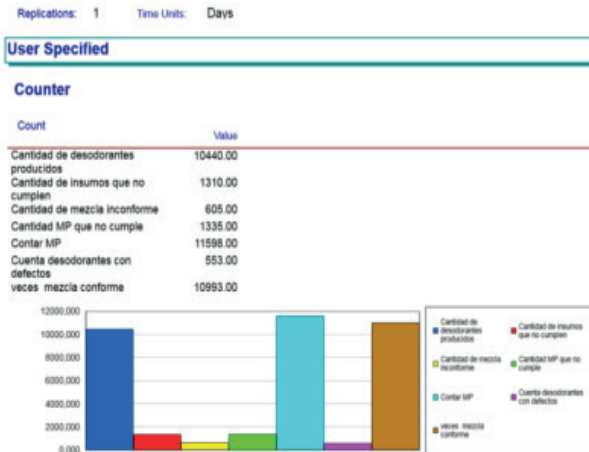 Replications: 1 Time Units: Days
User Specified
Counter
Count Value
Cantidad de desodorantes 10440.00
producidos
Cantidad de insumos que no 1310.00
cumplen
Cantidad de mezcla inconforme 605.00
Cantidad MP que no cumple 1335.00
Contar MP 11598.00
Cuenta desodorantes con 553.00
defectos
veces mezcla conforme 10993.00
12000,000
10000,000
8000,000
6000,000
4000,000
2000,000
0,000
Cantidad de
desodorantes
producidos
Cantidad de insumos
que no cumplen
Cantidad de mezcla
inconforme
Cantidad MP que no
cumple
Contar MP
Cuenta desodorantes
con defectos
veces mezcla
conforme